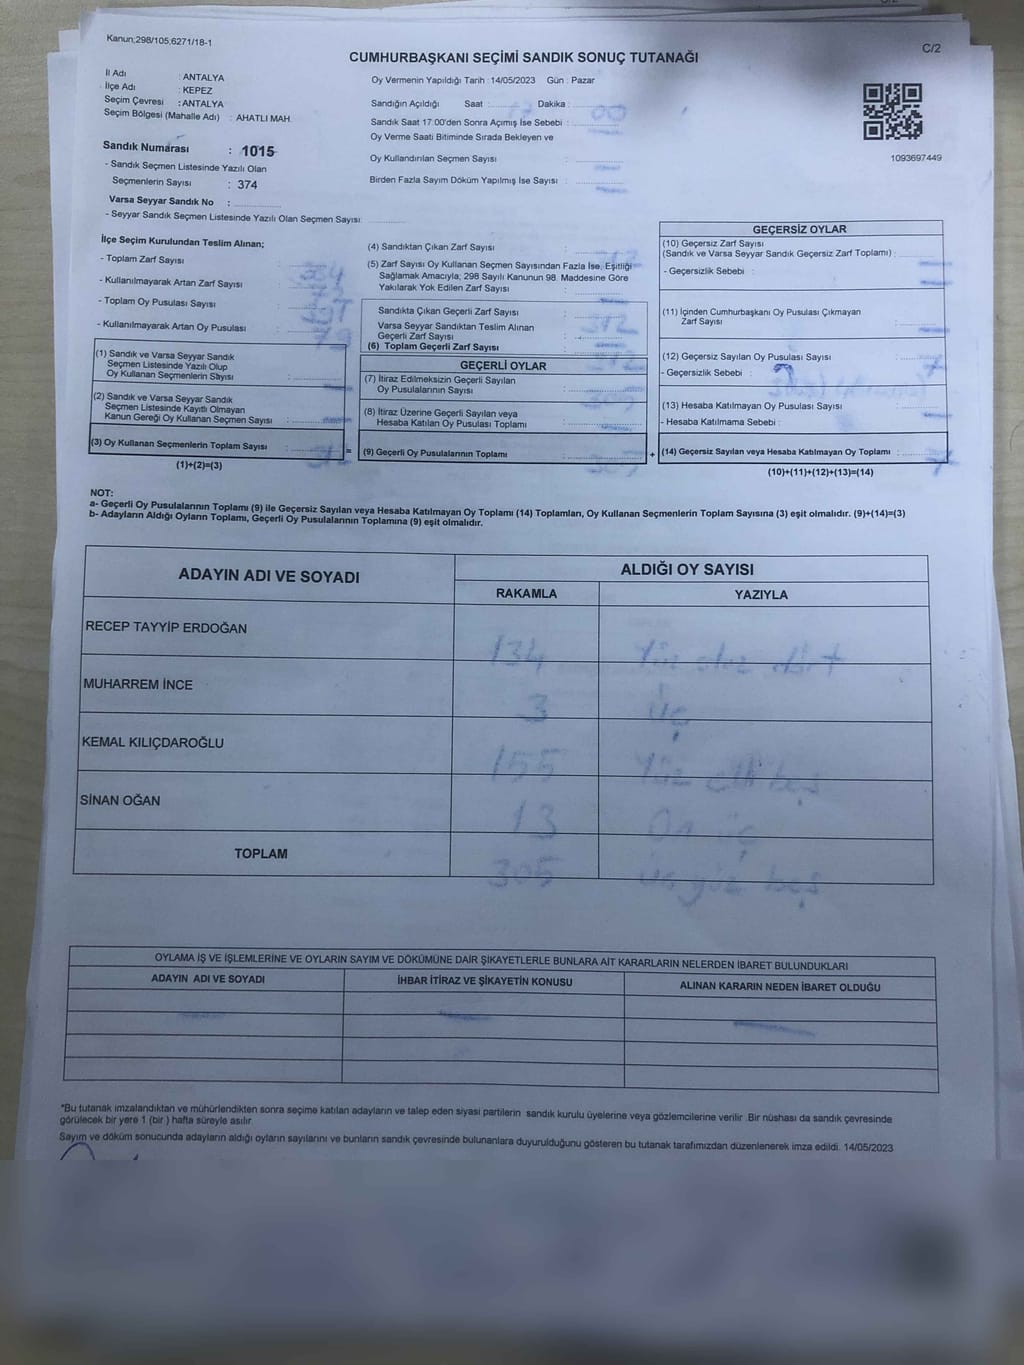 Kanun;298/105,6271/18-1
C/2
CUMHURBAŞKANI SEÇİMİ SANDIK SONUÇ TUTANAĞI
İl Adı : ANTALYA
İlçe Adı : KEPEZ
Seçim Çevresi : ANTALYA
Seçim Bölgesi (Mahalle Adı) : AHATLI MAH.
Oy Vermenin Yapıldığı Tarih : 14/05/2023 Gün : Pazar
Sandığın Açıldığı Saat : 17 Dakika : 00
Sandık Saat 17:00'den Sonra Açımış İse Sebebi :
Oy Verme Saati Bitiminde Sırada Bekleyen ve
Oy Kullandırılan Seçmen Sayısı :
Birden Fazla Sayım Döküm Yapılmış İse Sayısı :
1093697449
Sandık Numarası : 1015
- Sandık Seçmen Listesinde Yazılı Olan
Seçmenlerin Sayısı : 374
Varsa Seyyar Sandık No :
- Seyyar Sandık Seçmen Listesinde Yazılı Olan Seçmen Sayısı:
İlçe Seçim Kurulundan Teslim Alınan;
- Toplam Zarf Sayısı :
- Kullanılmayarak Artan Zarf Sayısı :
- Toplam Oy Pusulası Sayısı :
- Kullanılmayarak Artan Oy Pusulası : 79
(1) Sandık ve Varsa Seyyar Sandık
Seçmen Listesinde Yazılı Olup
Oy Kullanan Seçmenlerin Sayısı :
(2) Sandık ve Varsa Seyyar Sandık
Seçmen Listesinde Kayıtlı Olmayan
Kanun Gereği Oy Kullanan Seçmen Sayısı :
(3) Oy Kullanan Seçmenlerin Toplam Sayısı : 312 =
(1)+(2)=(3)
(4) Sandıktan Çıkan Zarf Sayısı : 312
(5) Zarf Sayısı Oy Kullanan Seçmen Sayısından Fazla İse, Eşitliği
Sağlamak Amacıyla; 298 Sayılı Kanunun 98. Maddesine Göre
Yakılarak Yok Edilen Zarf Sayısı :
Sandıkta Çıkan Geçerli Zarf Sayısı : 312
Varsa Seyyar Sandıktan Teslim Alınan
Geçerli Zarf Sayısı :
(6) Toplam Geçerli Zarf Sayısı : 312
GEÇERLİ OYLAR
(7) İtiraz Edilmeksizin Geçerli Sayılan
Oy Pusulalarının Sayısı : 305
(8) İtiraz Üzerine Geçerli Sayılan veya
Hesaba Katılan Oy Pusulası Toplamı :
(9) Geçerli Oy Pusulalarının Toplamı : 305 +
GEÇERSİZ OYLAR
(10) Geçersiz Zarf Sayısı
(Sandık ve Varsa Seyyar Sandık Geçersiz Zarf Toplamı) :
- Geçersizlik Sebebi :
(11) İçinden Cumhurbaşkanı Oy Pusulası Çıkmayan
Zarf Sayısı :
(12) Geçersiz Sayılan Oy Pusulası Sayısı : 7
- Geçersizlik Sebebi :
(13) Hesaba Katılmayan Oy Pusulası Sayısı :
- Hesaba Katılmama Sebebi :
(14) Geçersiz Sayılan veya Hesaba Katılmayan Oy Toplamı : 7
(10)+(11)+(12)+(13)=(14)
NOT:
a- Geçerli Oy Pusulalarının Toplamı (9) ile Geçersiz Sayılan veya Hesaba Katılmayan Oy Toplamı (14) Toplamları, Oy Kullanan Seçmenlerin Toplam Sayısına (3) eşit olmalıdır. (9)+(14)=(3)
b- Adayların Aldığı Oyların Toplamı, Geçerli Oy Pusulalarının Toplamına (9) eşit olmalıdır.
ADAYIN ADI VE SOYADI ALDIĞI OY SAYISI
RAKAMLA YAZIYLA
RECEP TAYYİP ERDOĞAN 134 Yüz otuz dört
MUHARREM İNCE 3 Üç
KEMAL KILIÇDAROĞLU 155 Yüz elli beş
SİNAN OĞAN 13 On üç
TOPLAM 305 Üç yüz beş
OYLAMA İŞ VE İŞLEMLERİNE VE OYLARIN SAYIM VE DÖKÜMÜNE DAİR ŞİKAYETLERLE BUNLARA AİT KARARLARIN NELERDEN İBARET BULUNDUKLARI
ADAYIN ADI VE SOYADI İHBAR İTİRAZ VE ŞİKAYETİN KONUSU ALINAN KARARIN NEDEN İBARET OLDUĞU
*Bu tutanak imzalandıktan ve mühürlendikten sonra seçime katılan adayların ve talep eden siyasi partilerin sandık kurulu üyelerine veya gözlemcilerine verilir. Bir nüshası da sandık çevresinde
görülecek bir yere 1 (bir ) hafta süreyle asılır.
Sayım ve döküm sonucunda adayların aldığı oyların sayılarını ve bunların sandık çevresinde bulunanlara duyurulduğunu gösteren bu tutanak tarafımızdan düzenlenerek imza edildi. 14/05/2023